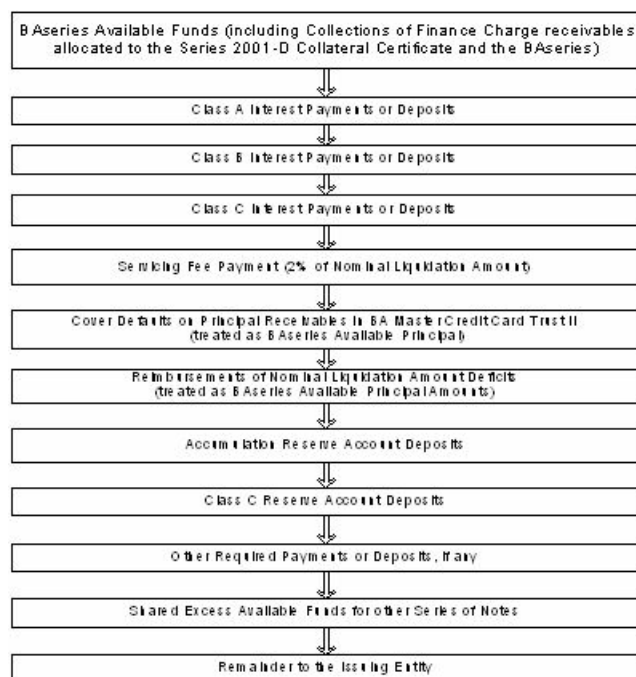 BAseries Available Funds (including Collections of Finance Charge receivables
allocated to the Series 2001-D Collateral Certificate and the BAseries)
Class A Interest Payments or Deposits
Class B Interest Payments or Deposits
Class C Interest Payments or Deposits
Servicing Fee Payment (2% of Nominal Liquidation Amount)
Cover Defaults on Principal Receivables in BA Master Credit Card Trust II
(treated as BAseries Available Principal)
Reimbursements of Nominal Liquidation Amount Deficits
(treated as BAseries Available Principal Amounts)
Accumulation Reserve Account Deposits
Class C Reserve Account Deposits
Other Required Payments or Deposits, if any
Shared Excess Available Funds for other Series of Notes
Remainder to the Issuing Entity